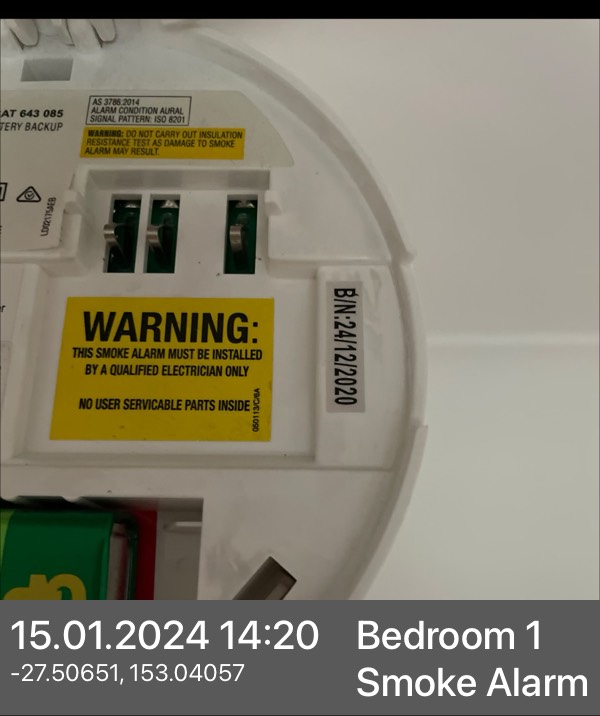 AT 643 085
TERY BACKUP
AS 3786:2014
ALARM CONDITION AURAL
SIGNAL PATTERN: ISO 8201
WARNING: DO NOT CARRY OUT INSULATION
RESISTANCE TEST AS DAMAGE TO SMOKE
ALARM MAY RESULT.
WARNING:
THIS SMOKE ALARM MUST BE INSTALLED
BY A QUALIFIED ELECTRICIAN ONLY
NO USER SERVICABLE PARTS INSIDE
B/N:24/12/2020
15.01.2024 14:20
-27.50651, 153.04057
Bedroom 1
Smoke Alarm